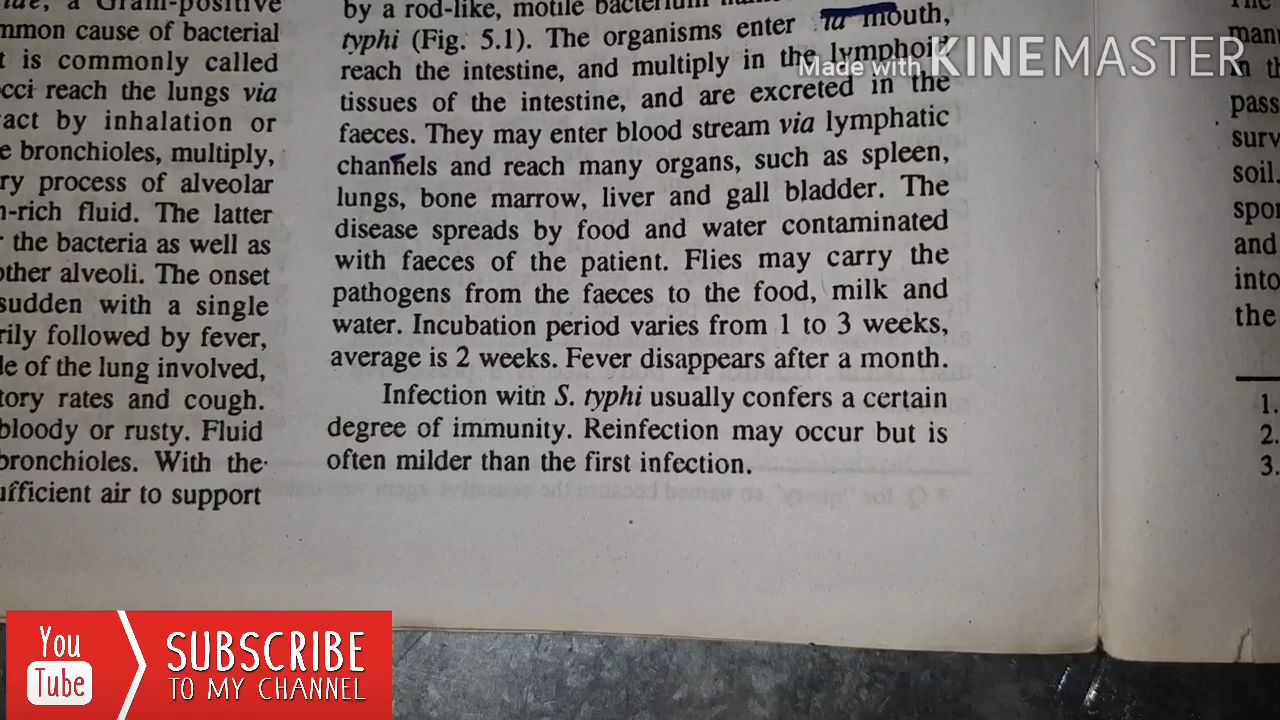 a Gram-positive
mmon cause of bacterial
t is commonly called
cci reach the lungs via
act by inhalation or
e bronchioles, multiply,
ry process of alveolar
n-rich fluid. The latter
the bacteria as well as
other alveoli. The onset
sudden with a single
rily followed by fever,
le of the lung involved,
tory rates and cough.
bloody or rusty. Fluid
bronchioles. With the
ufficient air to support
by a rod-like, motile bacterium
typhi (Fig. 5.1). The organisms enter mouth,
reach the intestine, and multiply in the lymphoid
tissues of the intestine, and are excreted in the
faeces. They may enter blood stream via lymphatic
channels and reach many organs, such as spleen,
lungs, bone marrow, liver and gall bladder. The
disease spreads by food and water contaminated
with faeces of the patient. Flies may carry the
pathogens from the faeces to the food, milk and
water. Incubation period varies from 1 to 3 weeks,
average is 2 weeks. Fever disappears after a month.
Infection with S. typhi usually confers a certain
degree of immunity. Reinfection may occur but is
often milder than the first infection.
man
in th
pass
surv
soil.
spor
and
into
the
1.
2.
3.
Made with KINEMASTER
You
Tube
SUBSCRIBE
TO MY CHANNEL